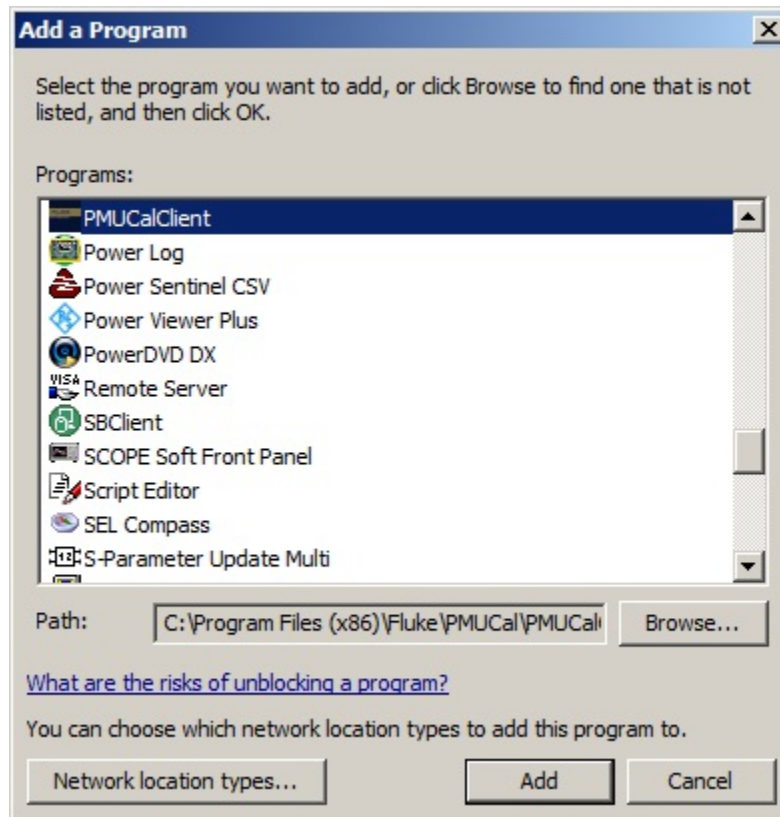 Add a Program
Select the program you want to add, or click Browse to find one that is not
listed, and then click OK.
Programs:
PMUCalClient
Power Log
Power Sentinel CSV
Power Viewer Plus
PowerDVD DX
VISA Remote Server
SBClient
SCOPE Soft Front Panel
Script Editor
SEL Compass
S-Parameter Update Multi
Path: C:\Program Files (x86)\Fluke\PMUCal\PMUCal Browse...
What are the risks of unblocking a program?
You can choose which network location types to add this program to.
Network location types... Add Cancel